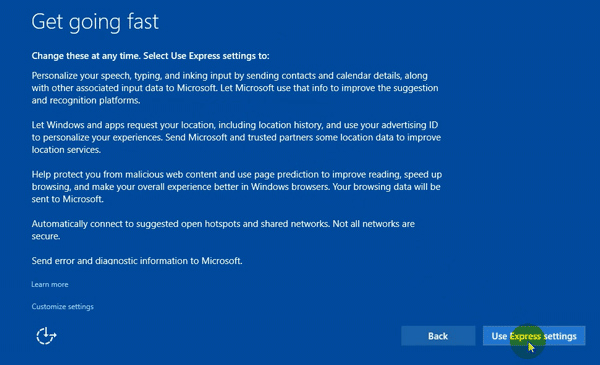 Get going fast
Change these at any time. Select Use Express settings to:
Personalize your speech, typing, and inking input by sending contacts and calendar details, along
with other associated input data to Microsoft. Let Microsoft use that info to improve the suggestion
and recognition platforms.
Let Windows and apps request your location, including location history, and use your advertising ID
to personalize your experiences. Send Microsoft and trusted partners some location data to improve
location services.
Help protect you from malicious web content and use page prediction to improve reading, speed up
browsing, and make your overall experience better in Windows browsers. Your browsing data will be
sent to Microsoft.
Automatically connect to suggested open hotspots and shared networks. Not all networks are
secure.
Send error and diagnostic information to Microsoft.
Learn more
Customize settings
Back
Use Express settings